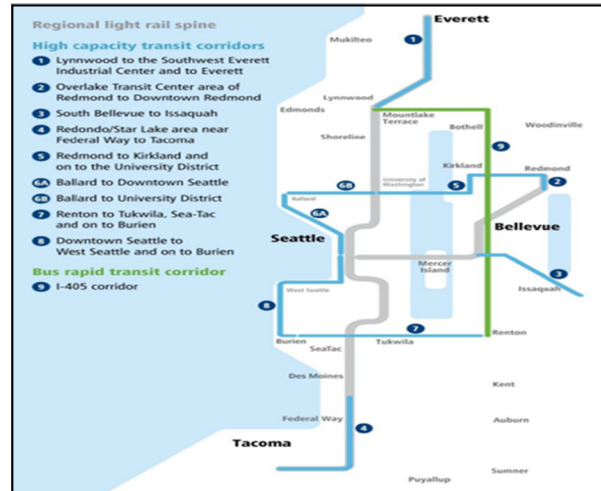 Regional light rail spine
High capacity transit corridors
1 Lynnwood to the Southwest Everett
Industrial Center and to Everett
2 Overlake Transit Center area of
Redmond to Downtown Redmond
3 South Bellevue to Issaquah
4 Redondo/Star Lake area near
Federal Way to Tacoma
5 Redmond to Kirkland and
on to the University District
6A Ballard to Downtown Seattle
6B Ballard to University District
7 Renton to Tukwila, Sea-Tac
and on to Burien
8 Downtown Seattle to
West Seattle and on to Burien
Bus rapid transit corridor
9 I-405 corridor
Everett
Mukilteo
1
Lynnwood
Edmonds
Mountlake
Terrace
Shoreline
Bothell
Woodinville
9
Kirkland
Redmond
University of
Washington
6B
5
2
Ballard
6A
Seattle
Bellevue
Mercer
Island
3
Issaquah
West Seattle
8
7
Burien
Tukwila
Renton
SeaTac
Des Moines
Kent
Federal Way
4
Auburn
Tacoma
Puyallup
Sumner